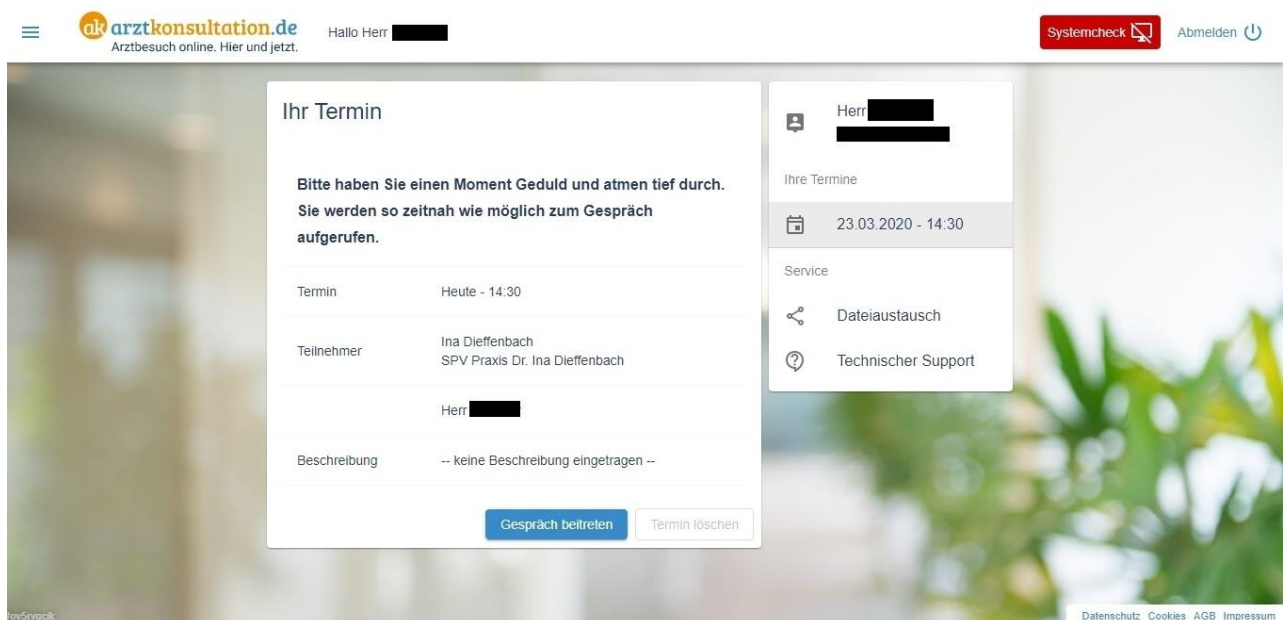 ak arztkonsultation.de
Arztbesuch online. Hier und jetzt.
Hallo Herr
Systemcheck
Abmelden
Ihr Termin
Bitte haben Sie einen Moment Geduld und atmen tief durch.
Sie werden so zeitnah wie möglich zum Gespräch
aufgerufen.
Termin Heute - 14:30
Teilnehmer Ina Dieffenbach
SPV Praxis Dr. Ina Dieffenbach
Herr
Beschreibung -- keine Beschreibung eingetragen --
Gespräch beitreten
Termin löschen
Herr
Ihre Termine
23.03.2020 - 14:30
Service
Dateiaustausch
Technischer Support
Datenschutz Cookies AGB Impressum